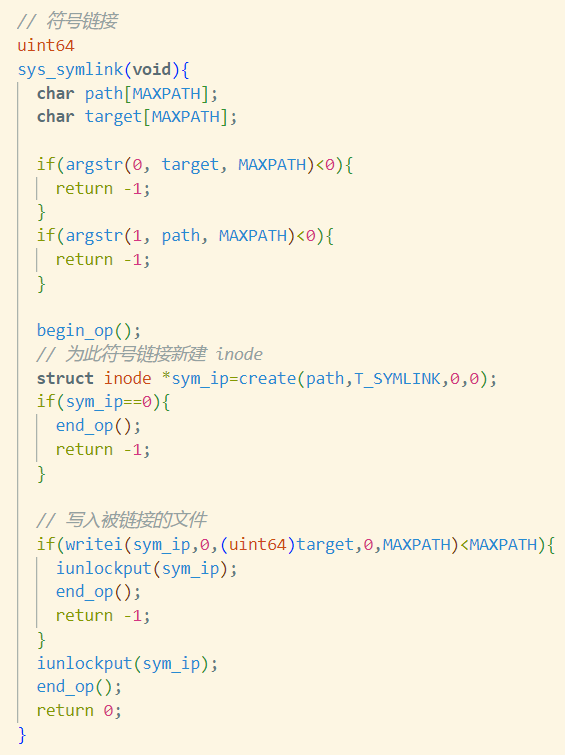 // 符号链接
uint64
sys_symlink(void){
  char path[MAXPATH];
  char target[MAXPATH];

  if(argstr(0, target, MAXPATH)<0){
    return -1;
  }
  if(argstr(1, path, MAXPATH)<0){
    return -1;
  }

  begin_op();
  // 为此符号链接新建 inode
  struct inode *sym_ip=create(path,T_SYMLINK,0,0);
  if(sym_ip==0){
    end_op();
    return -1;
  }

  // 写入被链接的文件
  if(writei(sym_ip,0,(uint64)target,0,MAXPATH)<MAXPATH){
    iunlockput(sym_ip);
    end_op();
    return -1;
  }
  iunlockput(sym_ip);
  end_op();
  return 0;
}